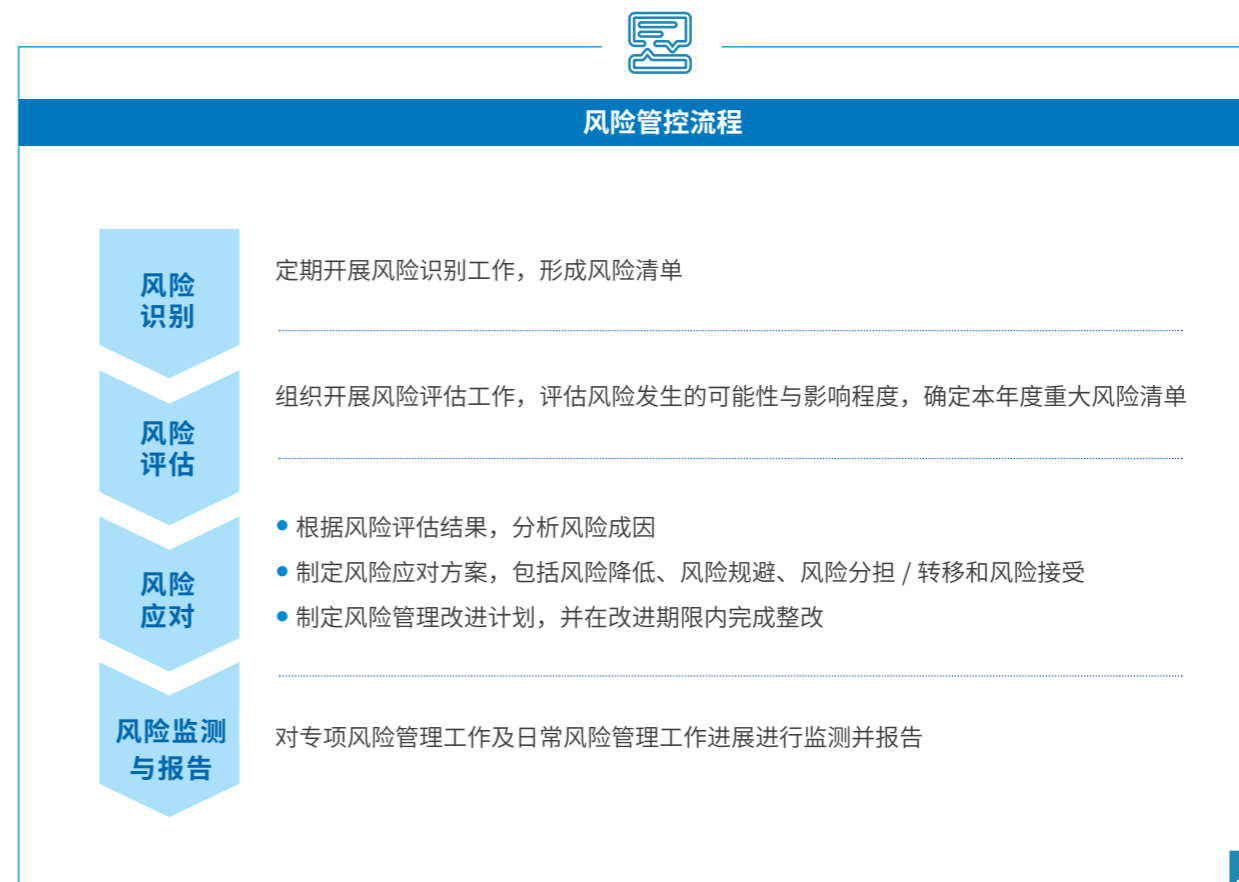 风险管控流程
风险
识别
定期开展风险识别工作，形成风险清单
风险
评估
组织开展风险评估工作，评估风险发生的可能性与影响程度，确定本年度重大风险清单
风险
应对
● 根据风险评估结果，分析风险成因
● 制定风险应对方案，包括风险降低、风险规避、风险分担 / 转移和风险接受
● 制定风险管理改进计划，并在改进期限内完成整改
风险监测
与报告
对专项风险管理工作及日常风险管理工作进展进行监测并报告